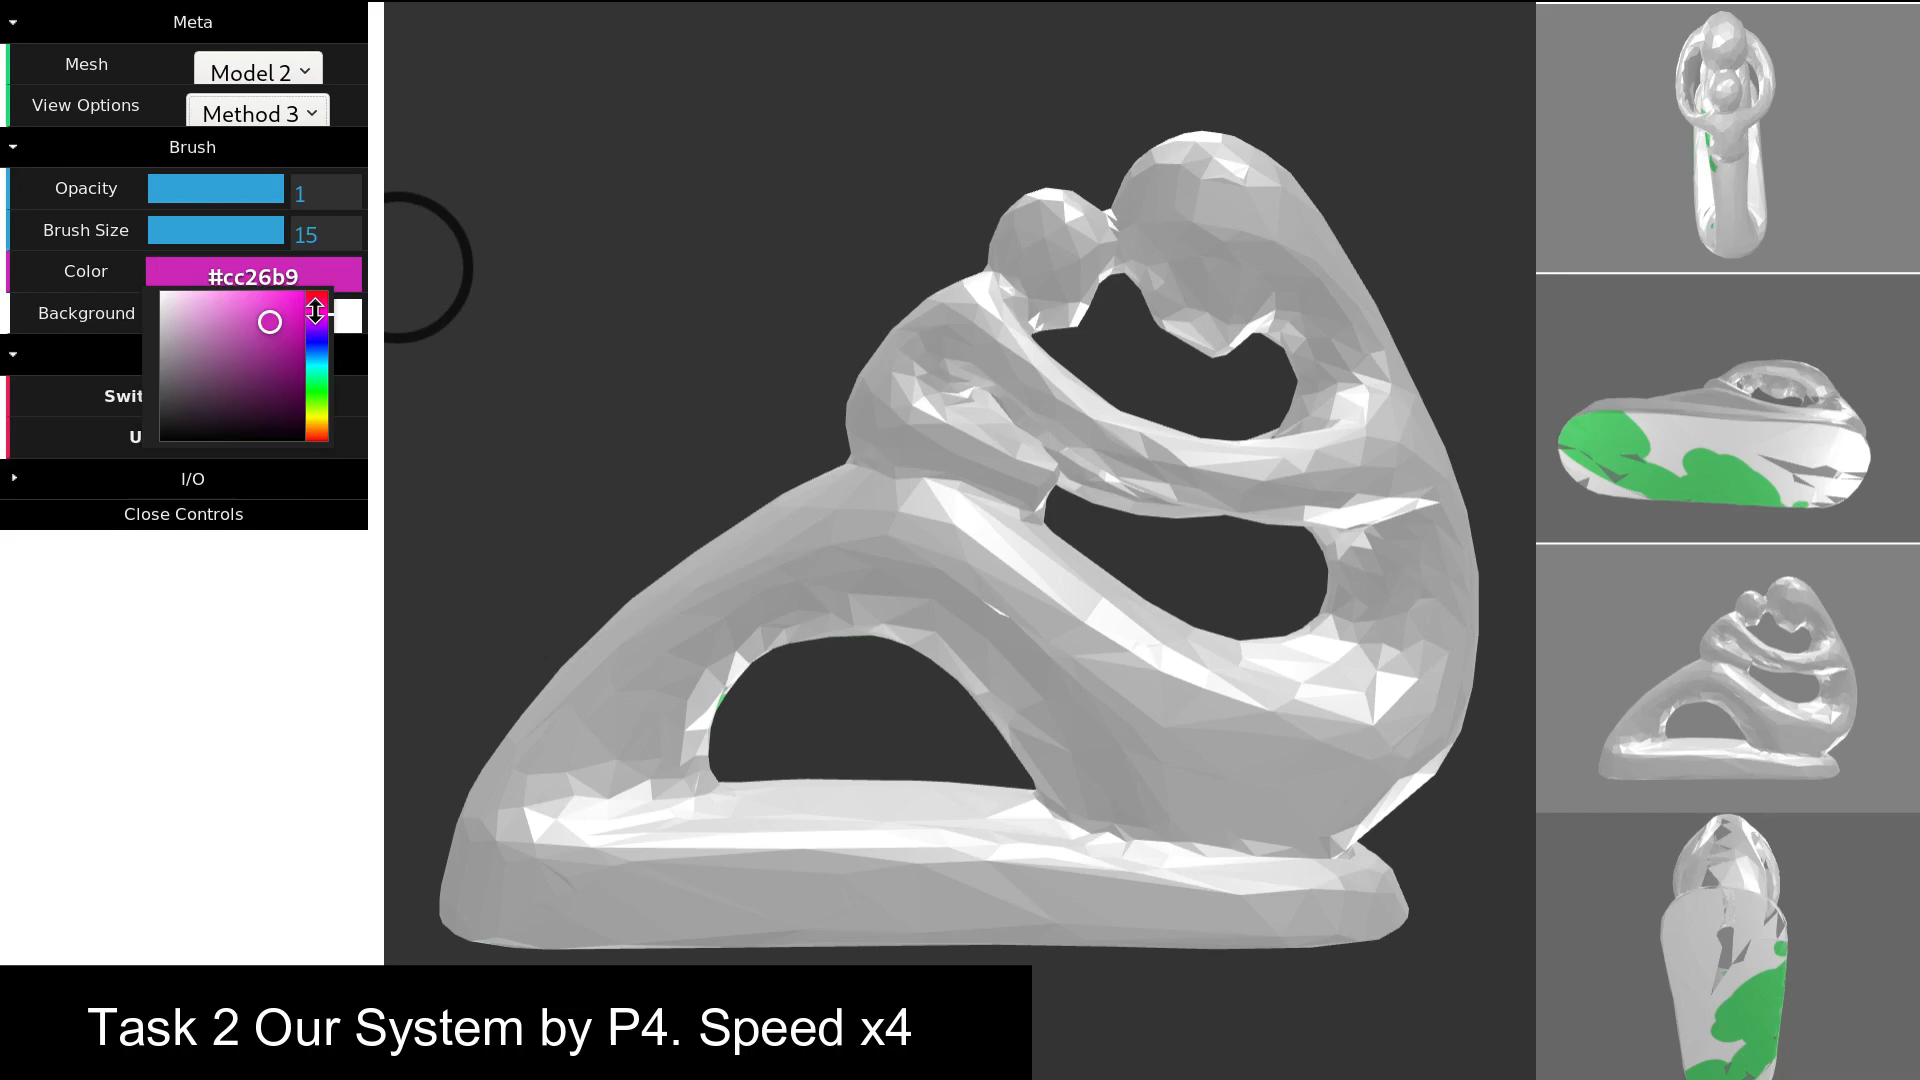 Meta
Mesh Model 2
View Options Method 3
Brush
Opacity 1
Brush Size 15
Color #cc26b9
Background
Swit
U
I/O
Close Controls
Task 2 Our System by P4. Speed x4